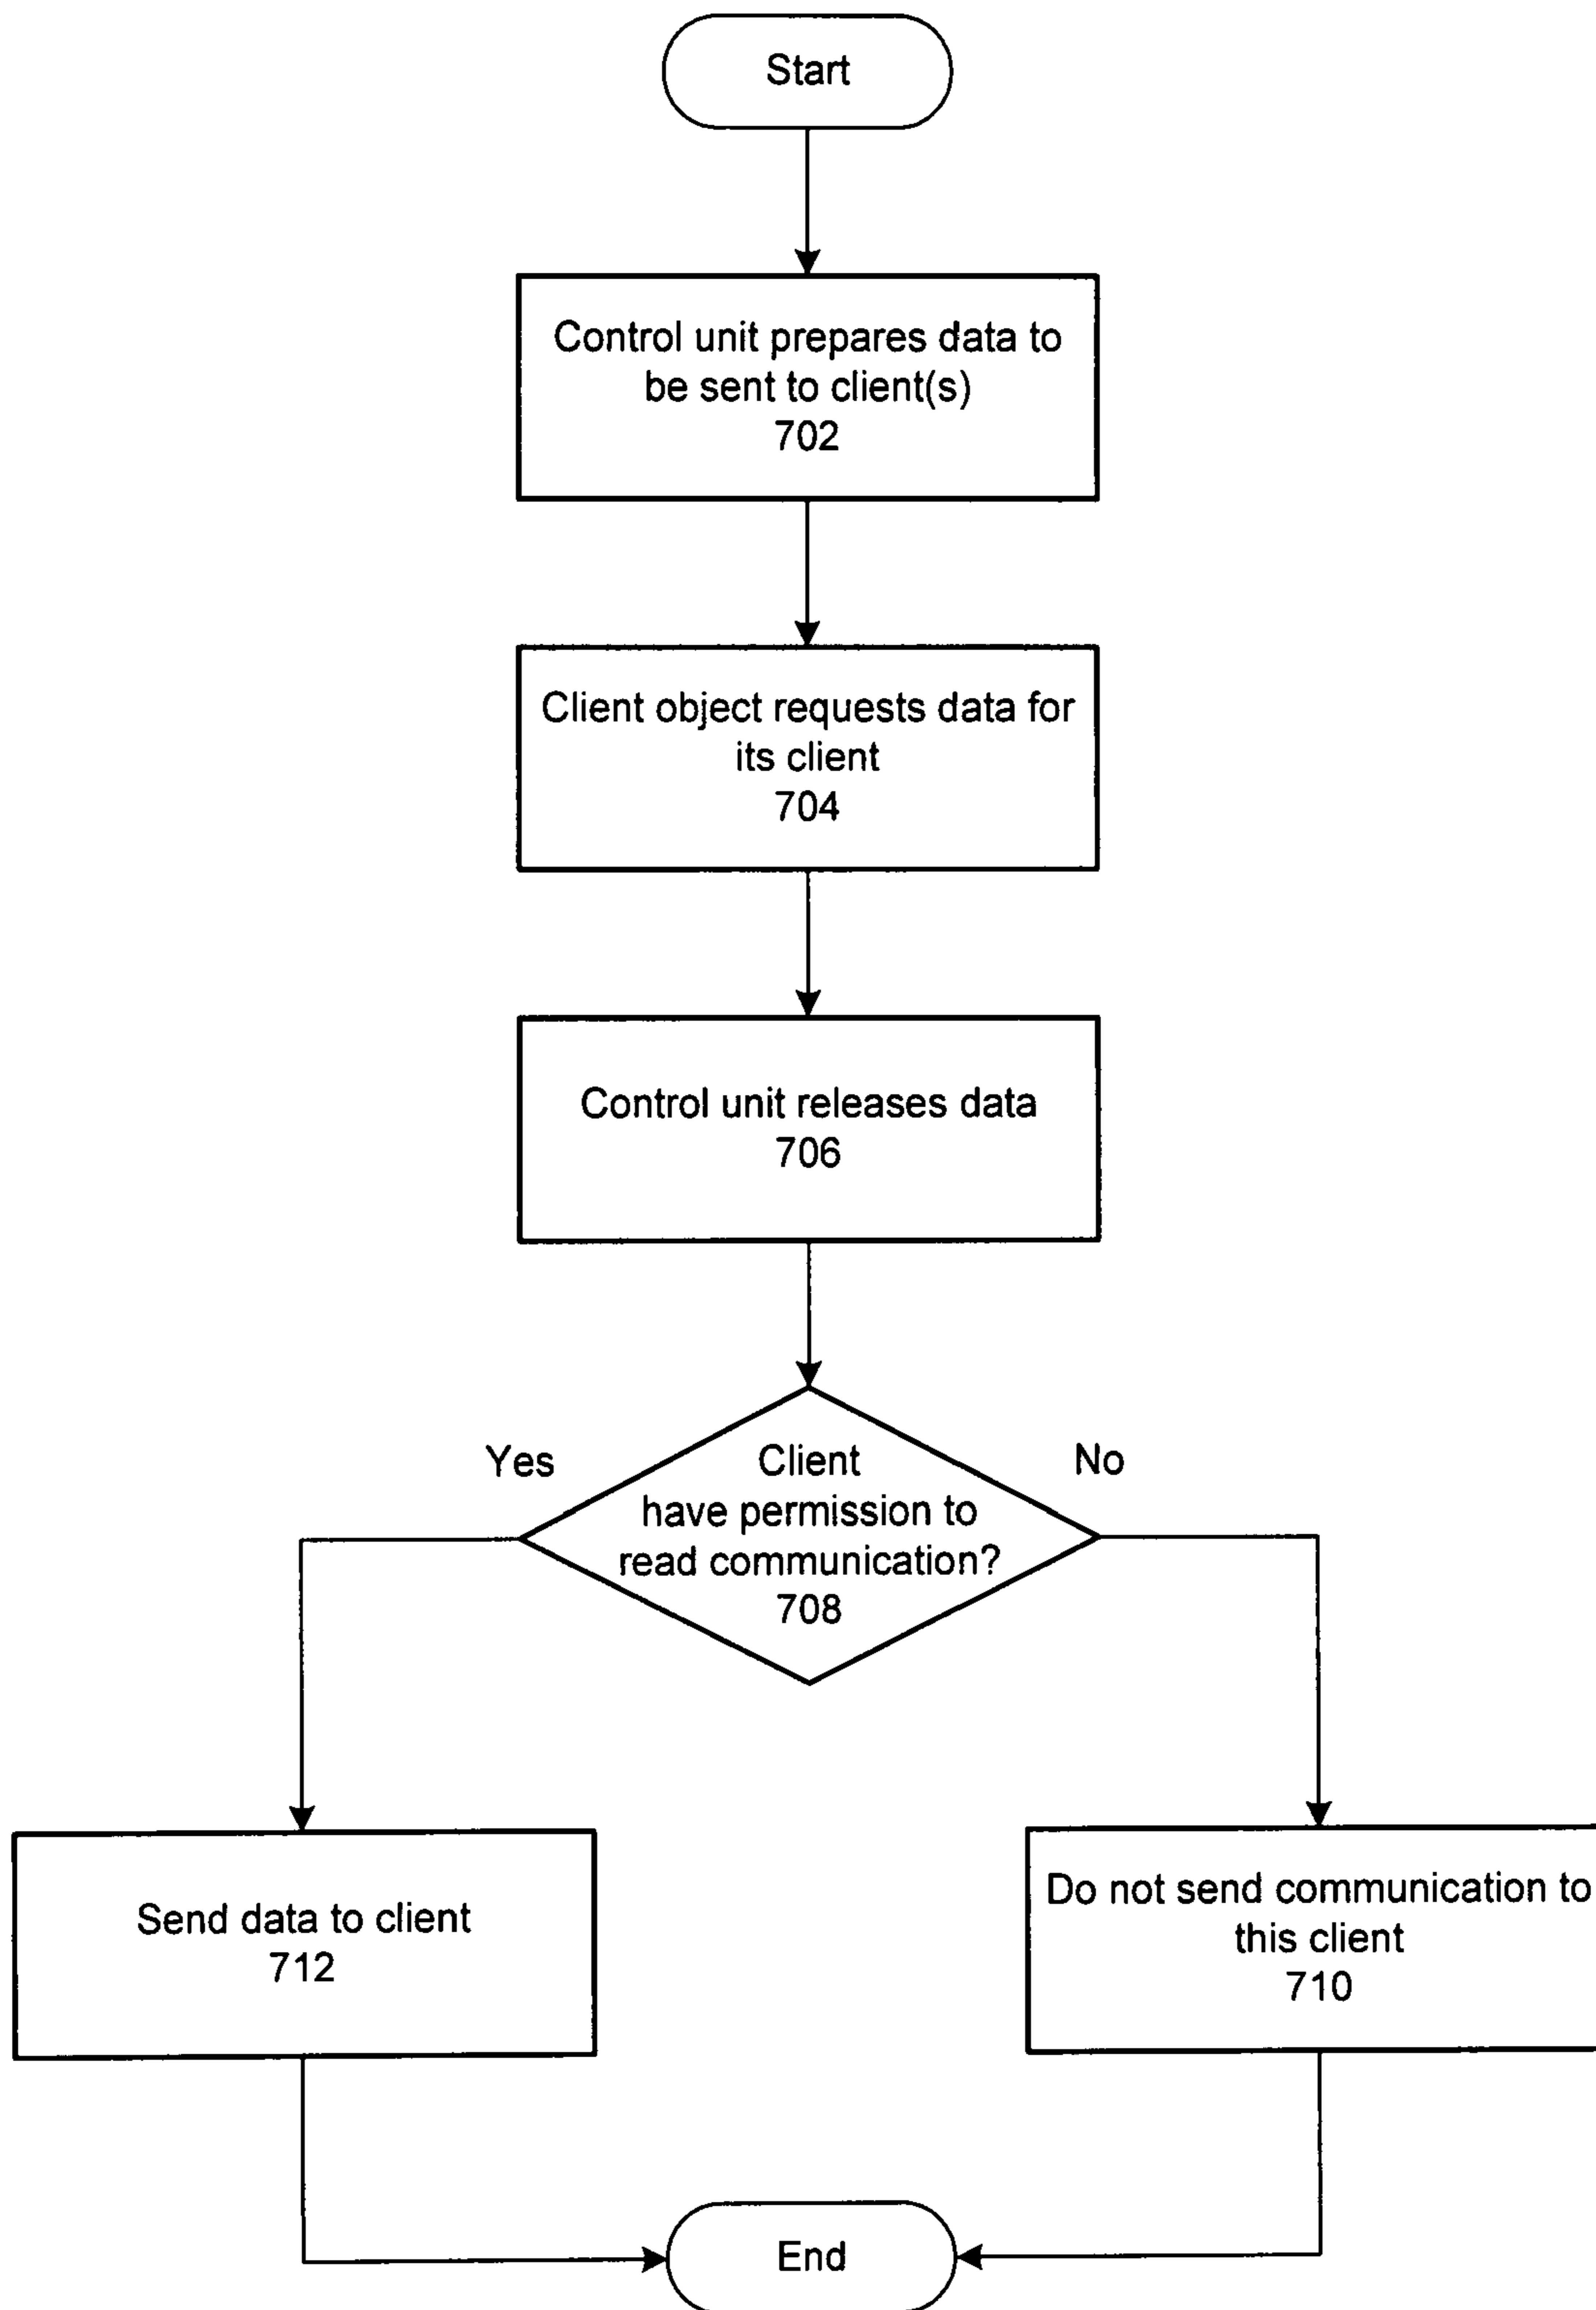 Start
Control unit prepares data to
be sent to client(s)
702
Client object requests data for
its client
704
Control unit releases data
706
Yes
No
Client
have permission to
read communication?
708
Send data to client
712
Do not send communication to
this client
710
End